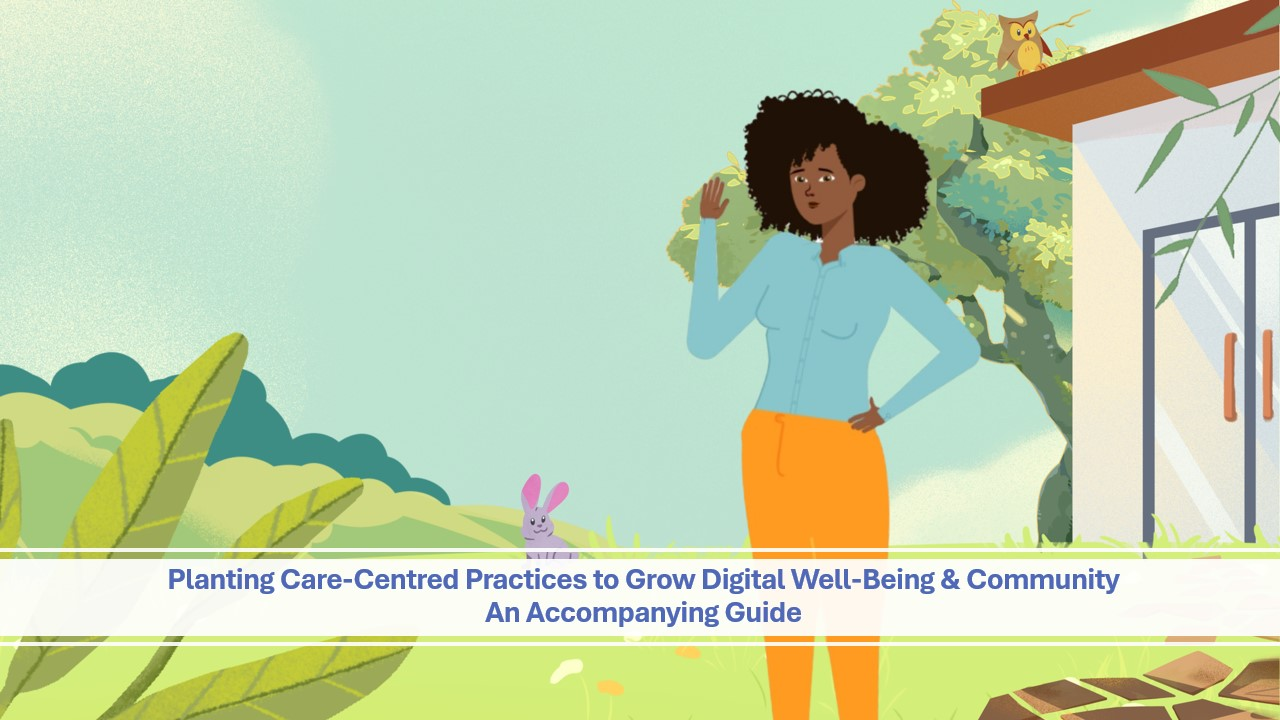 Planting Care-Centred Practices to Grow Digital Well-Being & Community
An Accompanying Guide